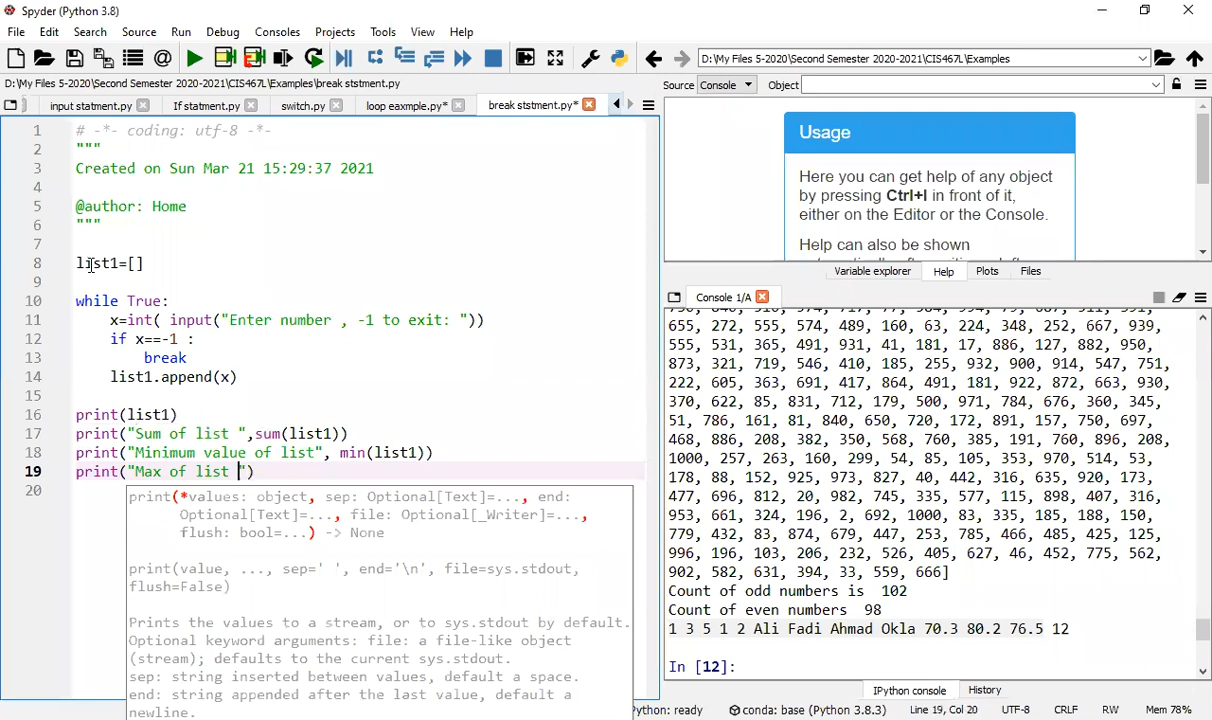 Spyder (Python 3.8)
File Edit Search Source Run Debug Consoles Projects Tools View Help
D:\My Files 5-2020\Second Semester 2020-2021\CIS467L\Examples
D:\My Files 5-2020\Second Semester 2020-2021\CIS467L\Examples\break ststment.py
Source Console Object
input statment.py If statment.py switch.py loop eaxmple.py* break ststment.py*
1 # -*- coding: utf-8 -*-
2 """
3 Created on Sun Mar 21 15:29:37 2021
4
5 @author: Home
6 """
7
8 list1=[]
9
10 while True:
11 x=int( input("Enter number , -1 to exit: "))
12 if x==-1 :
13 break
14 list1.append(x)
15
16 print(list1)
17 print("Sum of list ",sum(list1))
18 print("Minimum value of list", min(list1))
19 print("Max of list ")
20
print(*values: object, sep: Optional[Text]=..., end:
Optional[Text]=..., file: Optional[_Writer]=...,
flush: bool=...) -> None
print(value, ..., sep=' ', end='\n', file=sys.stdout,
flush=False)
Prints the values to a stream, or to sys.stdout by default.
Optional keyword arguments: file: a file-like object
(stream); defaults to the current sys.stdout.
sep: string inserted between values, default a space.
end: string appended after the last value, default a
newline.
Usage
Here you can get help of any object
by pressing Ctrl+I in front of it,
either on the Editor or the Console.
Help can also be shown
Variable explorer Help Plots Files
Console 1/A
655, 272, 555, 574, 489, 160, 63, 224, 348, 252, 667, 939,
555, 531, 365, 491, 931, 41, 181, 17, 886, 127, 882, 950,
873, 321, 719, 546, 410, 185, 255, 932, 900, 914, 547, 751,
222, 605, 363, 691, 417, 864, 491, 181, 922, 872, 663, 930,
370, 622, 85, 831, 712, 179, 500, 971, 784, 676, 360, 345,
51, 786, 161, 81, 840, 650, 720, 172, 891, 157, 750, 697,
468, 886, 208, 382, 350, 568, 760, 385, 191, 760, 896, 208,
1000, 257, 263, 160, 299, 54, 85, 105, 353, 970, 514, 53,
178, 88, 152, 925, 973, 827, 40, 442, 316, 635, 920, 173,
477, 696, 812, 20, 982, 745, 335, 577, 115, 898, 407, 316,
953, 661, 324, 196, 2, 692, 1000, 83, 335, 185, 188, 150,
779, 432, 83, 874, 679, 447, 253, 785, 466, 485, 425, 125,
996, 196, 103, 206, 232, 526, 405, 627, 46, 452, 775, 562,
902, 582, 631, 394, 33, 559, 666]
Count of odd numbers is 102
Count of even numbers 98
1 3 5 1 2 Ali Fadi Ahmad Okla 70.3 80.2 76.5 12
In [12]:
IPython console History
Python: ready conda: base (Python 3.8.3) Line 19, Col 20 UTF-8 CRLF RW Mem 78%